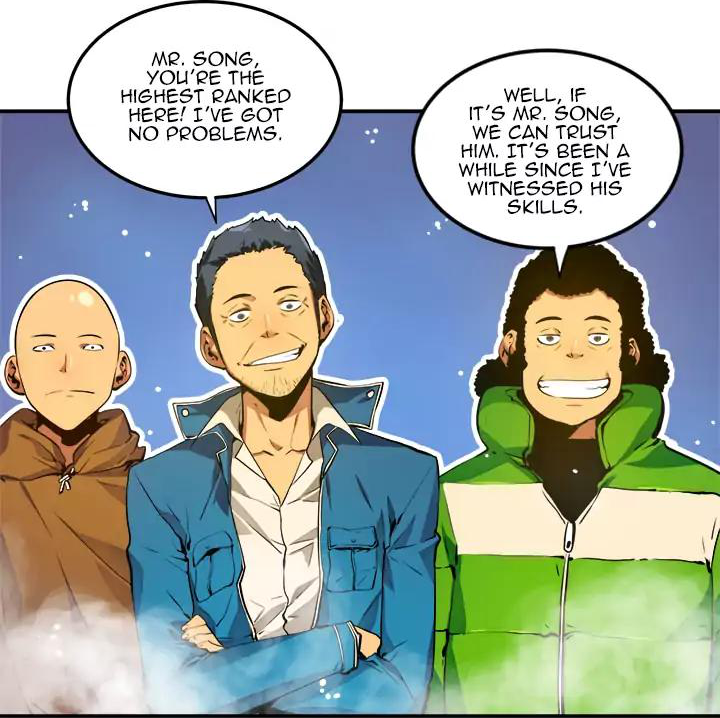 MR. SONG,
YOU'RE THE
HIGHEST RANKED
HERE! I'VE GOT
NO PROBLEMS.
WELL, IF
IT'S MR. SONG,
WE CAN TRUST
HIM. IT'S BEEN A
WHILE SINCE I'VE
WITNESSED HIS
SKILLS.